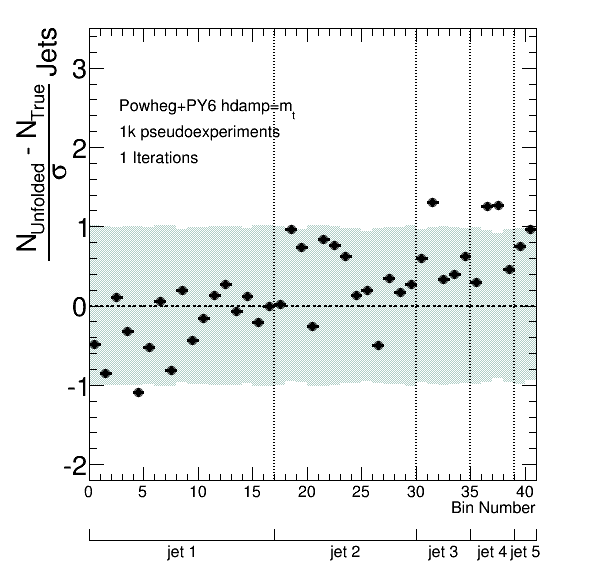 N_Unfolded - N_True
σ
Jets
3
2
1
0
-1
-2
Powheg+PY6 hdamp=m_t
1k pseudoexperiments
1 Iterations
0 5 10 15 20 25 30 35 40
Bin Number
jet 1 jet 2 jet 3 jet 4 jet 5